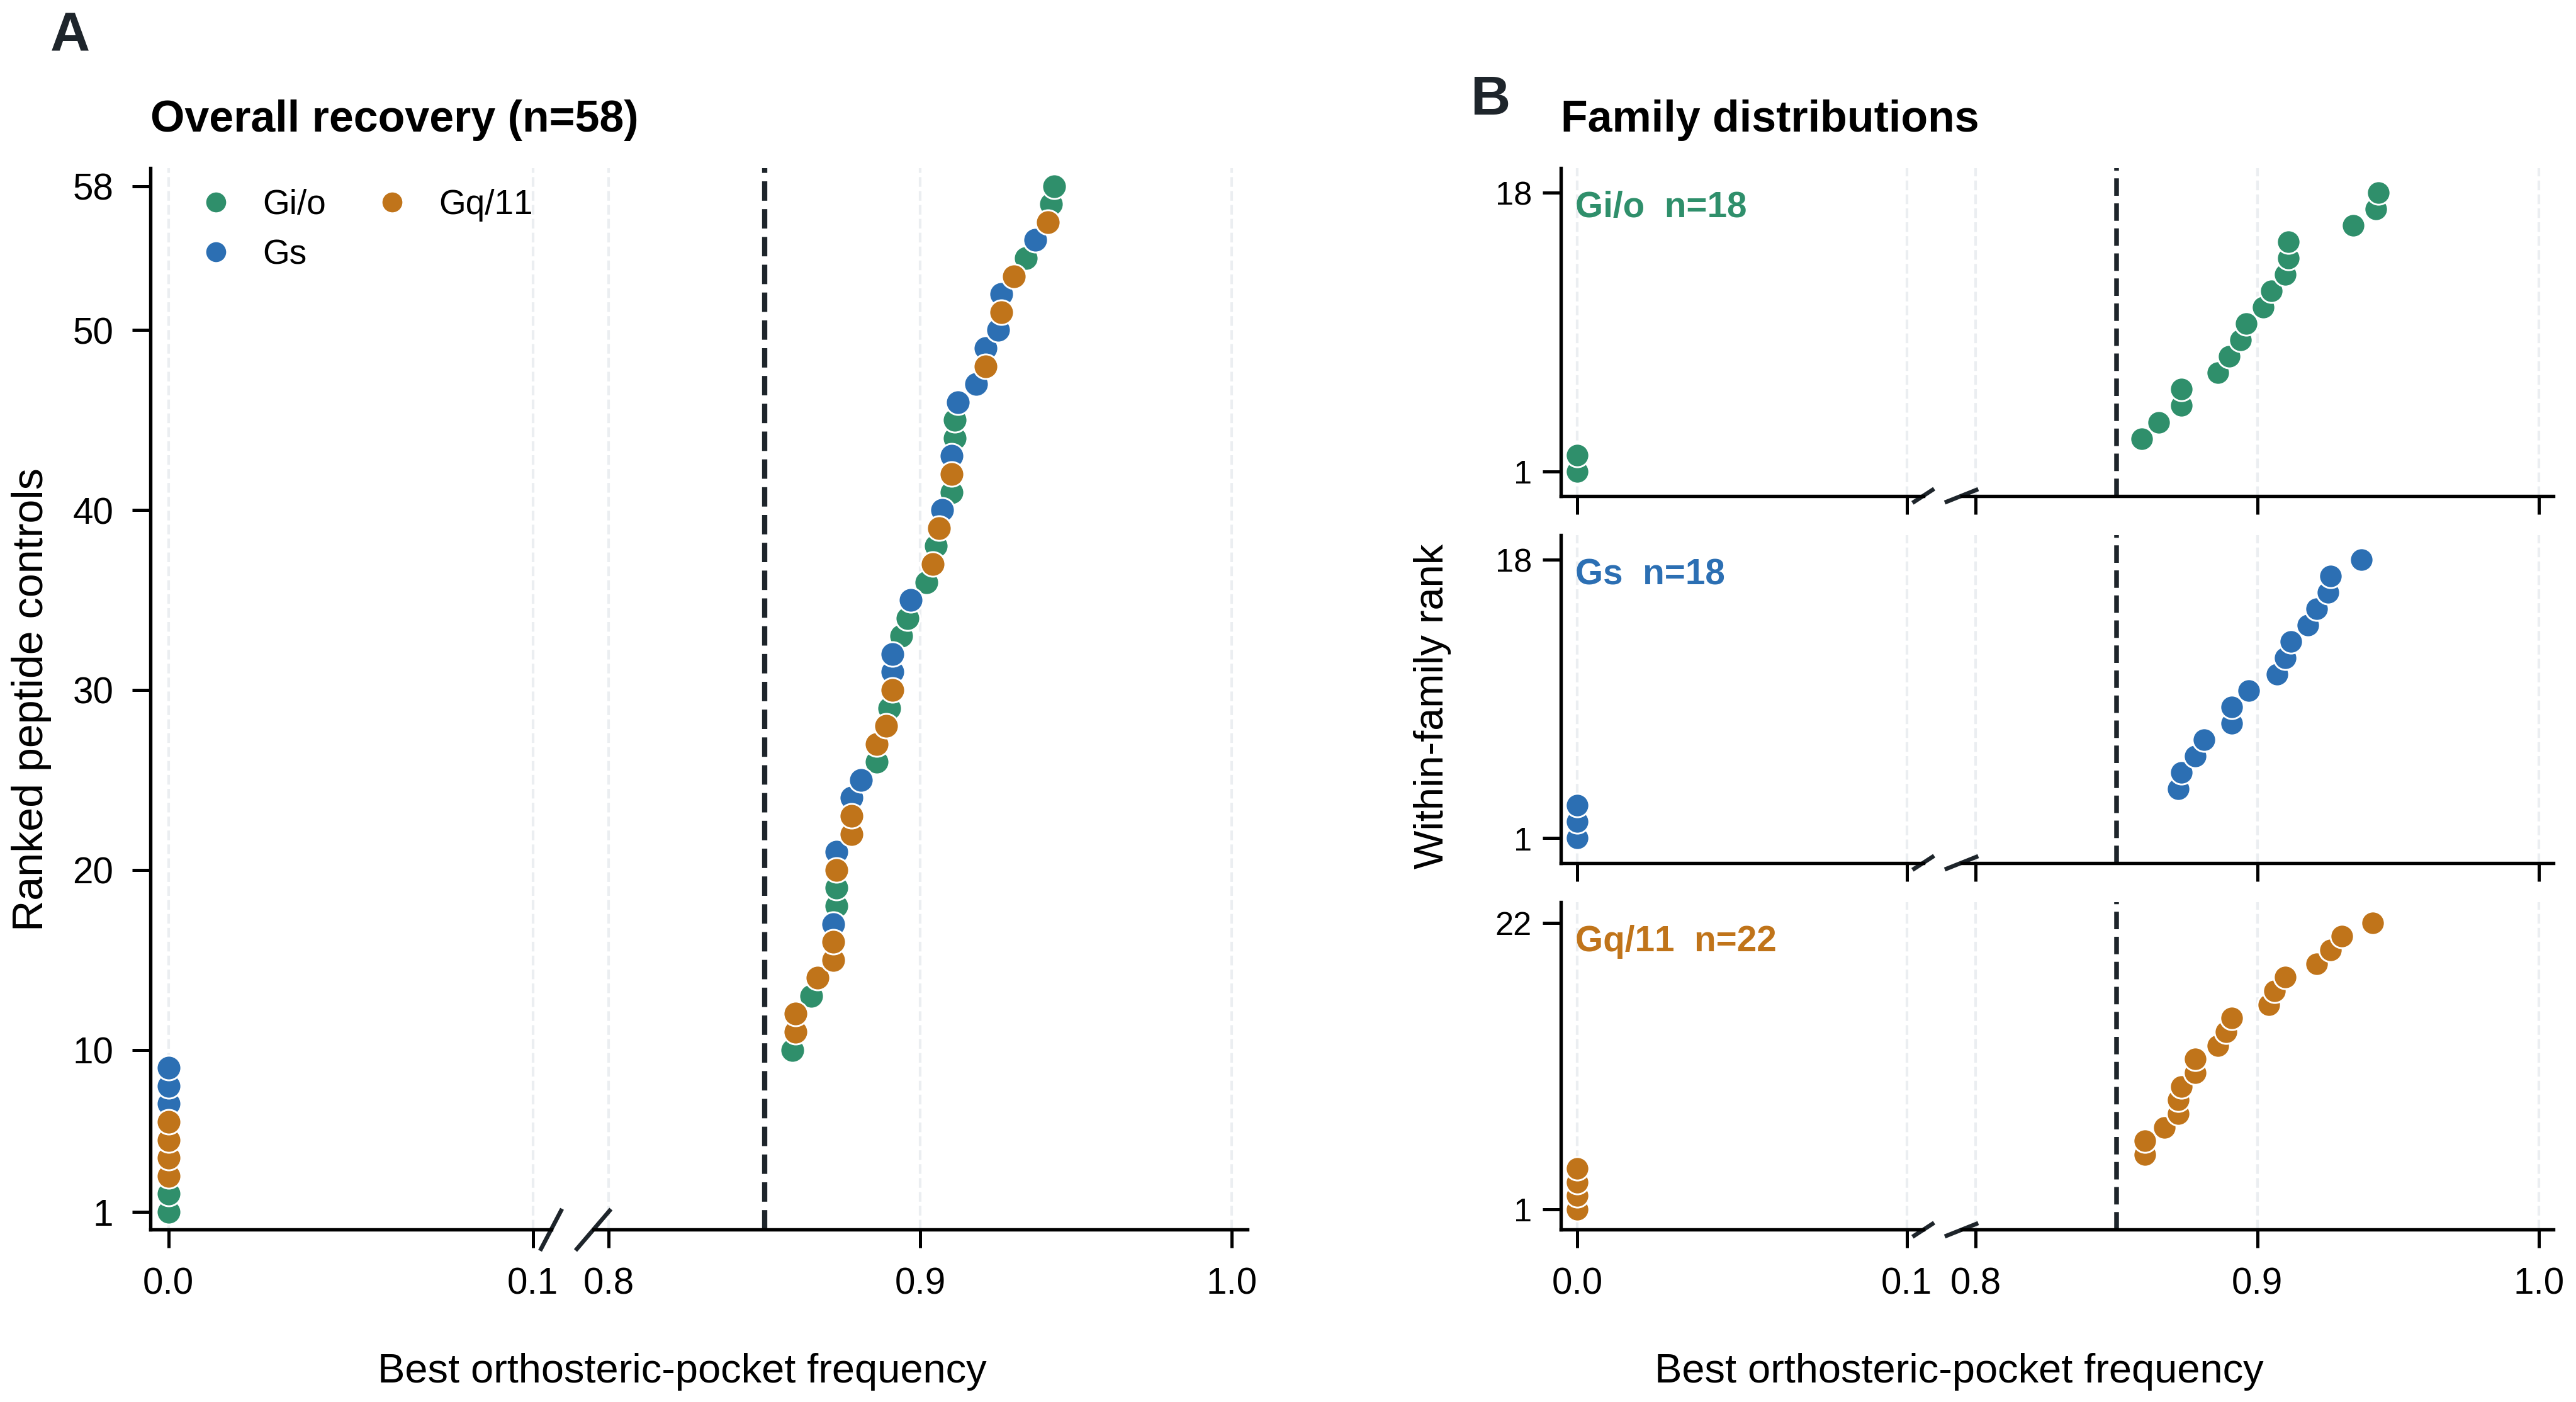 A
Overall recovery (n=58)
Gi/o
Gq/11
Gs
58
50
40
30
20
10
1
Ranked peptide controls
0.0
0.1
0.8
0.9
1.0
Best orthosteric-pocket frequency
B
Family distributions
Gi/o n=18
18
1
Gs n=18
18
1
Gq/11 n=22
22
1
Within-family rank
0.0
0.1
0.8
0.9
1.0
Best orthosteric-pocket frequency